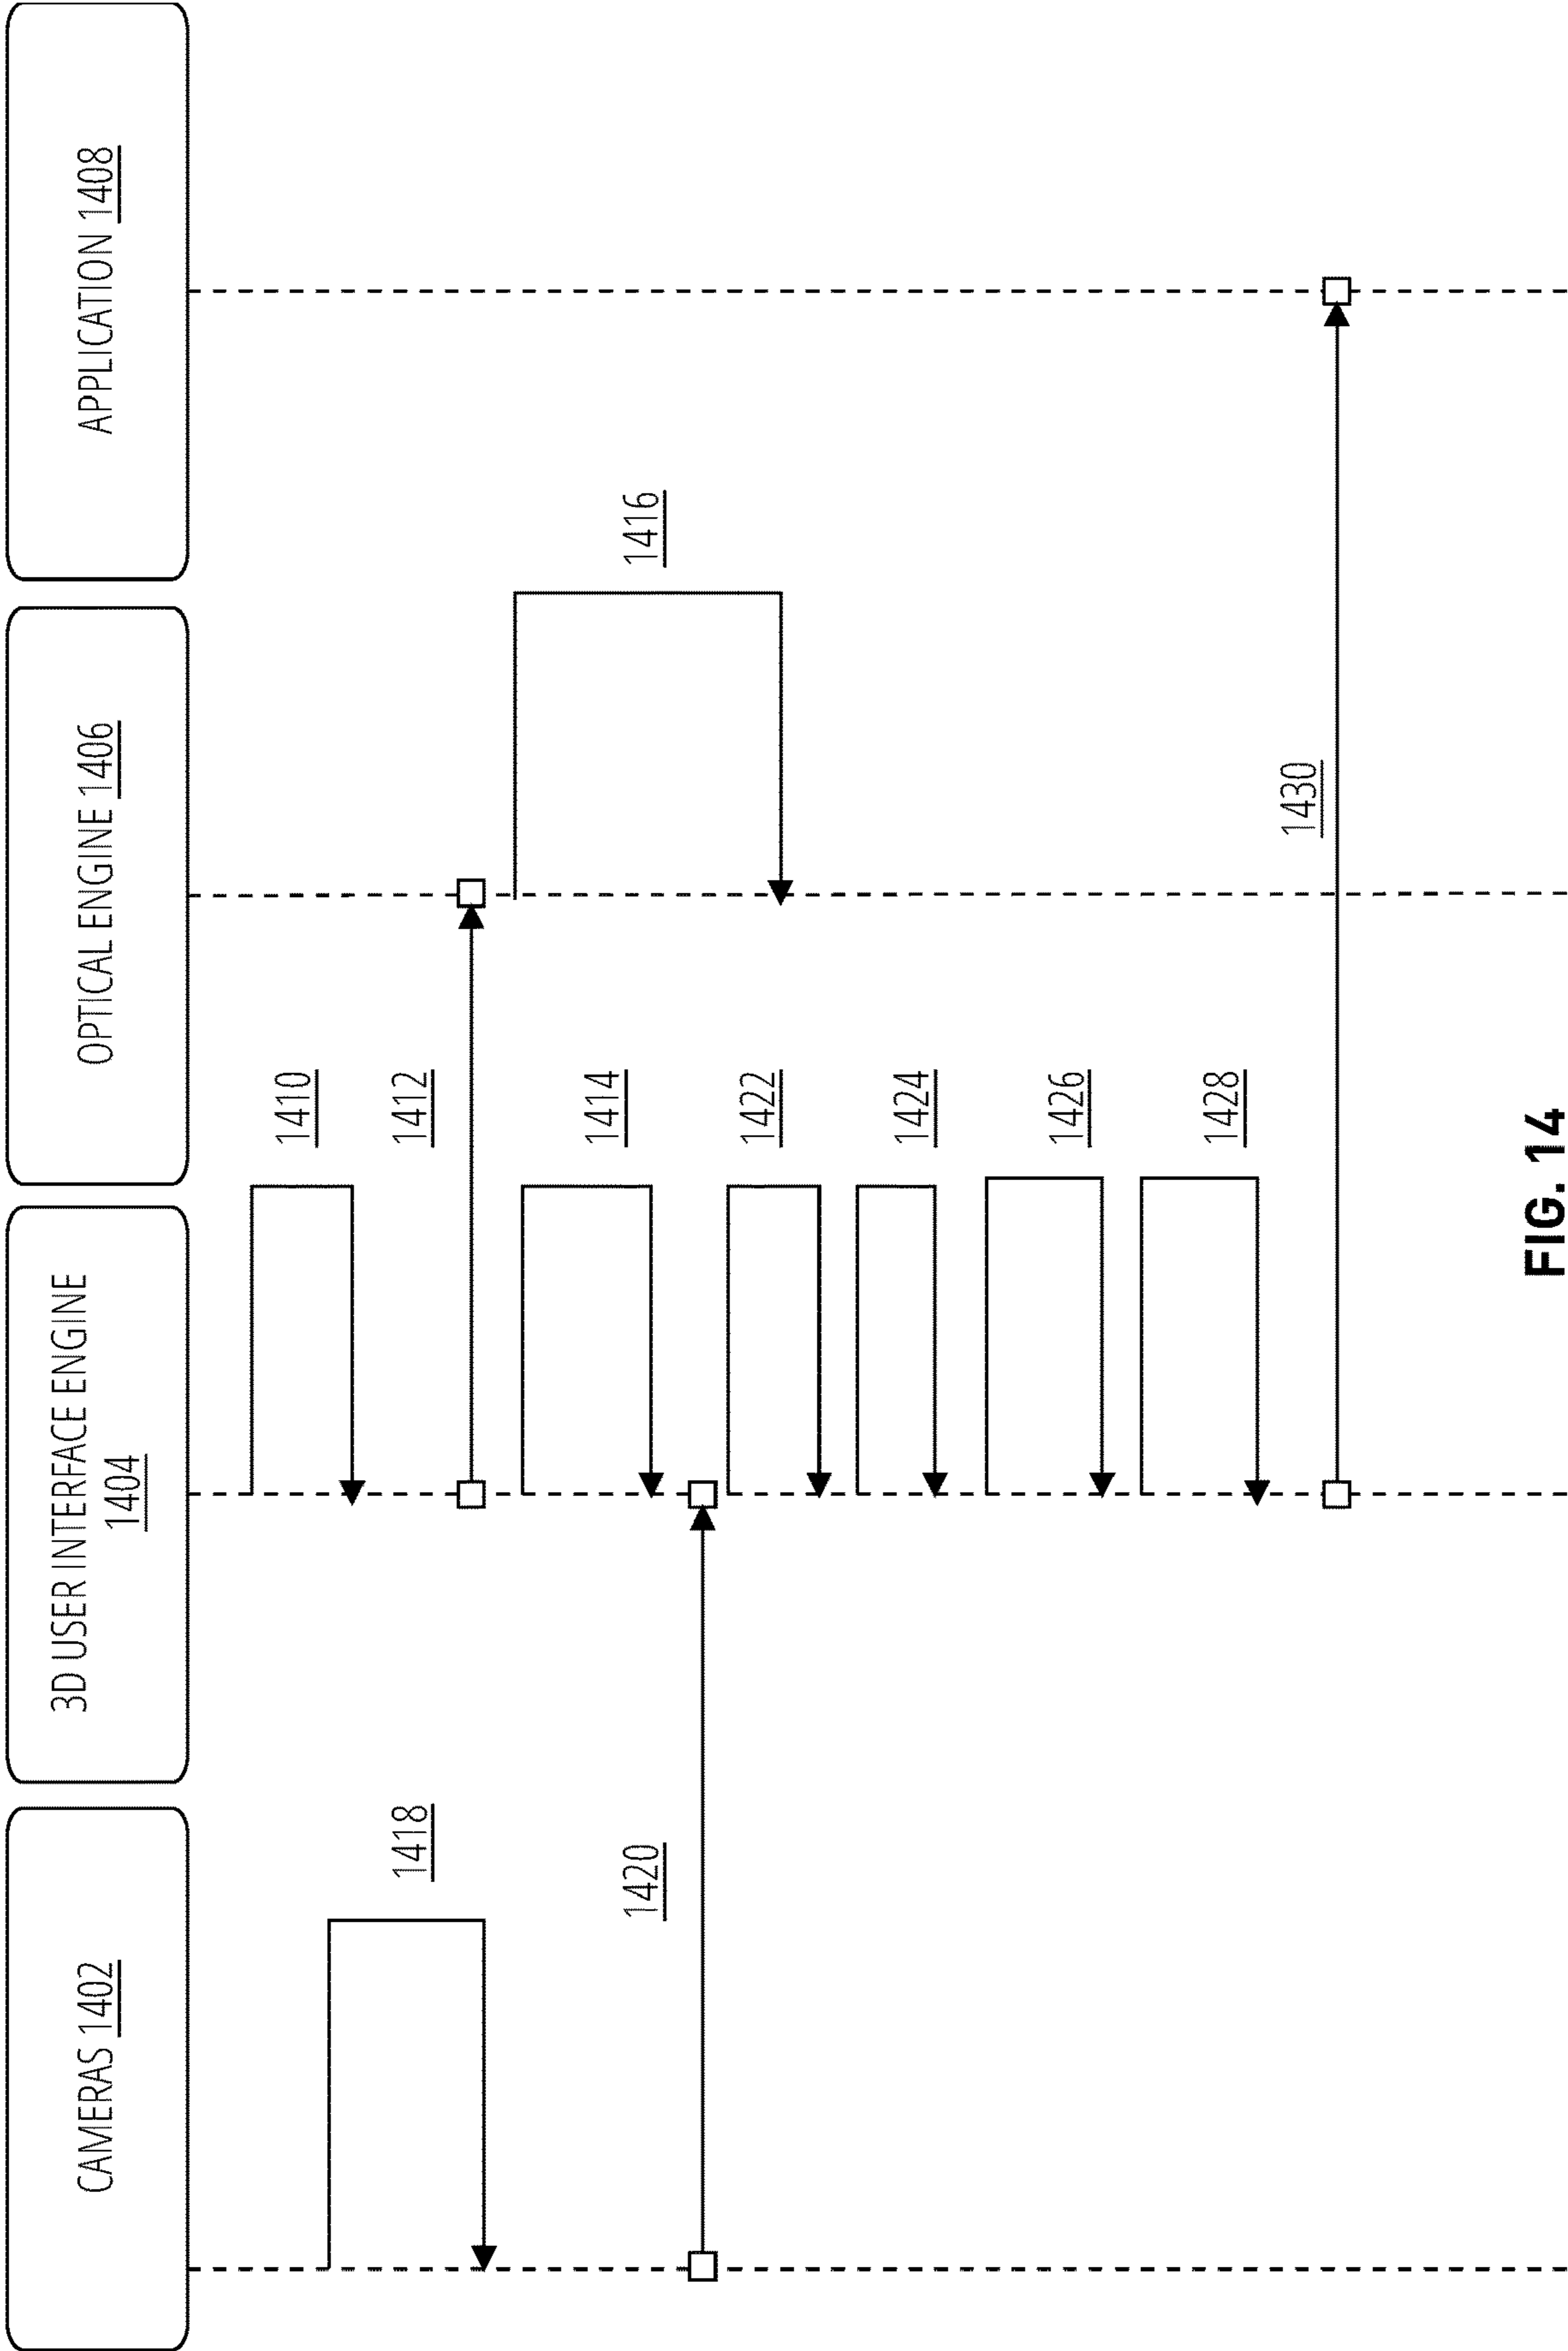 CAMERAS 1402
3D USER INTERFACE ENGINE
1404
OPTICAL ENGINE 1406
APPLICATION 1408
1410
1418
1412
1414
1420
1416
1422
1424
1426
1428
1430
FIG. 14